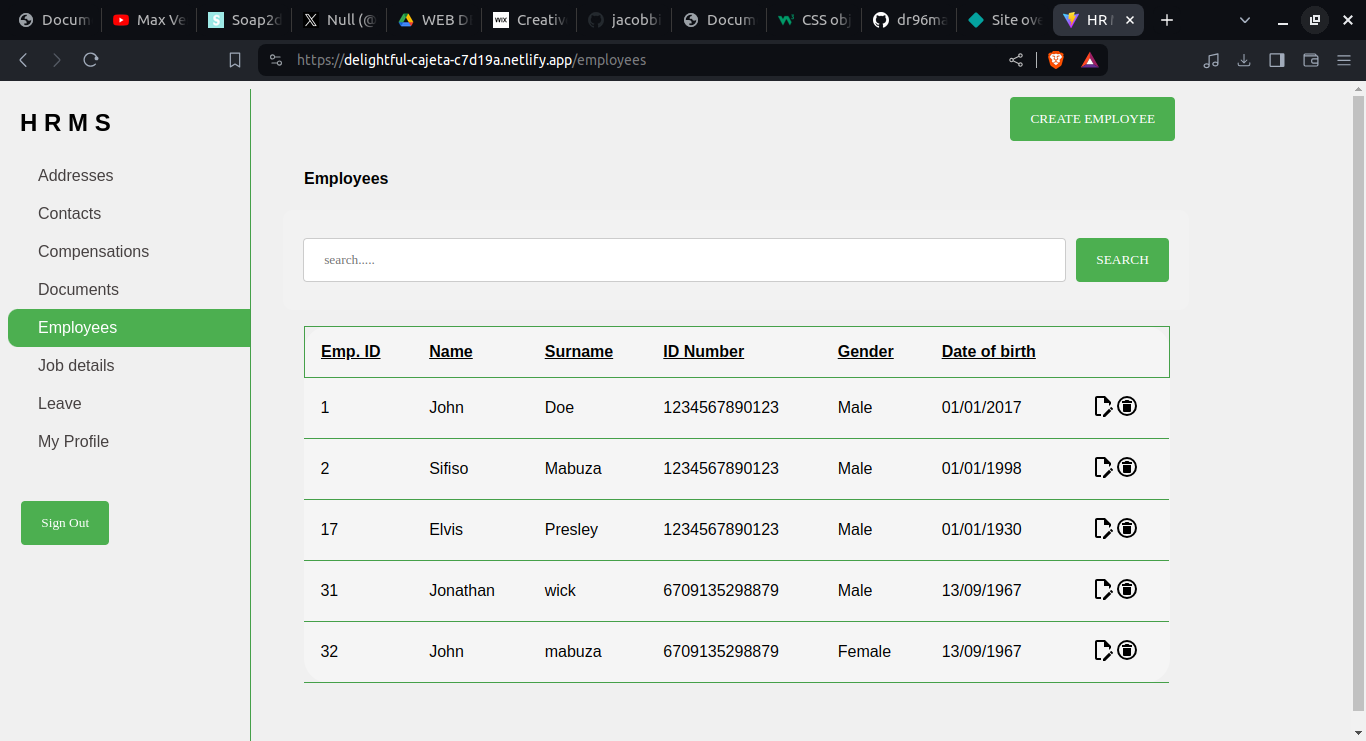 Docum
Max Ve
Soap2d
Null (@
WEB DI
Creative
jacobbi
Docum
CSS obj
dr96ma
Site ove
HR
https://delightful-cajeta-c7d19a.netlify.app/employees
H R M S
CREATE EMPLOYEE
Addresses
Contacts
Compensations
Documents
Employees
Job details
Leave
My Profile
Sign Out
Employees
search.....
SEARCH
Emp. ID Name Surname ID Number Gender Date of birth
1 John Doe 1234567890123 Male 01/01/2017
2 Sifiso Mabuza 1234567890123 Male 01/01/1998
17 Elvis Presley 1234567890123 Male 01/01/1930
31 Jonathan wick 6709135298879 Male 13/09/1967
32 John mabuza 6709135298879 Female 13/09/1967